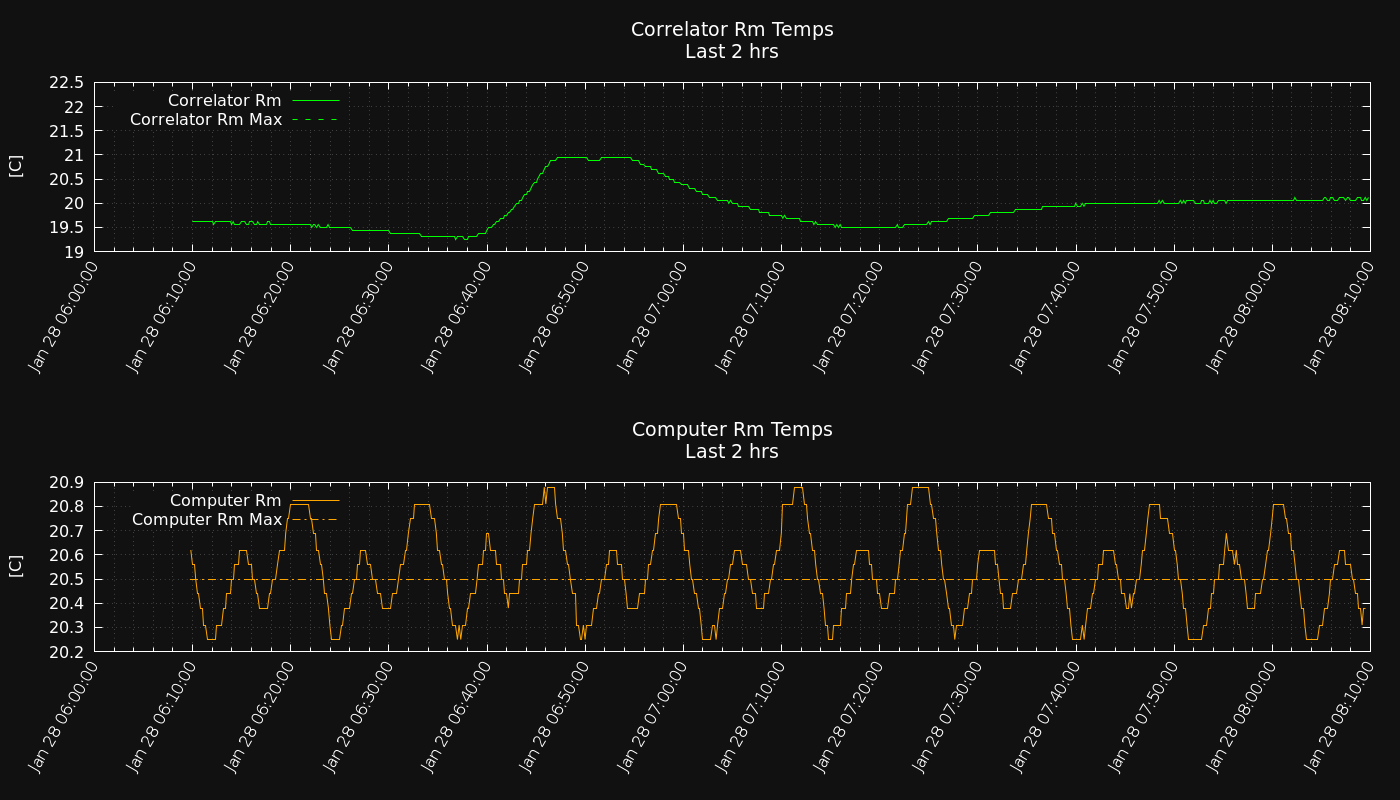 Correlator Rm Temps
Last 2 hrs
22.5
22
21.5
21
20.5
20
19.5
19
[C]
Correlator Rm
Correlator Rm Max
Jan 28 06:00:00
Jan 28 06:10:00
Jan 28 06:20:00
Jan 28 06:30:00
Jan 28 06:40:00
Jan 28 06:50:00
Jan 28 07:00:00
Jan 28 07:10:00
Jan 28 07:20:00
Jan 28 07:30:00
Jan 28 07:40:00
Jan 28 07:50:00
Jan 28 08:00:00
Jan 28 08:10:00
Computer Rm Temps
Last 2 hrs
20.9
20.8
20.7
20.6
20.5
20.4
20.3
20.2
[C]
Computer Rm
Computer Rm Max
Jan 28 06:00:00
Jan 28 06:10:00
Jan 28 06:20:00
Jan 28 06:30:00
Jan 28 06:40:00
Jan 28 06:50:00
Jan 28 07:00:00
Jan 28 07:10:00
Jan 28 07:20:00
Jan 28 07:30:00
Jan 28 07:40:00
Jan 28 07:50:00
Jan 28 08:00:00
Jan 28 08:10:00